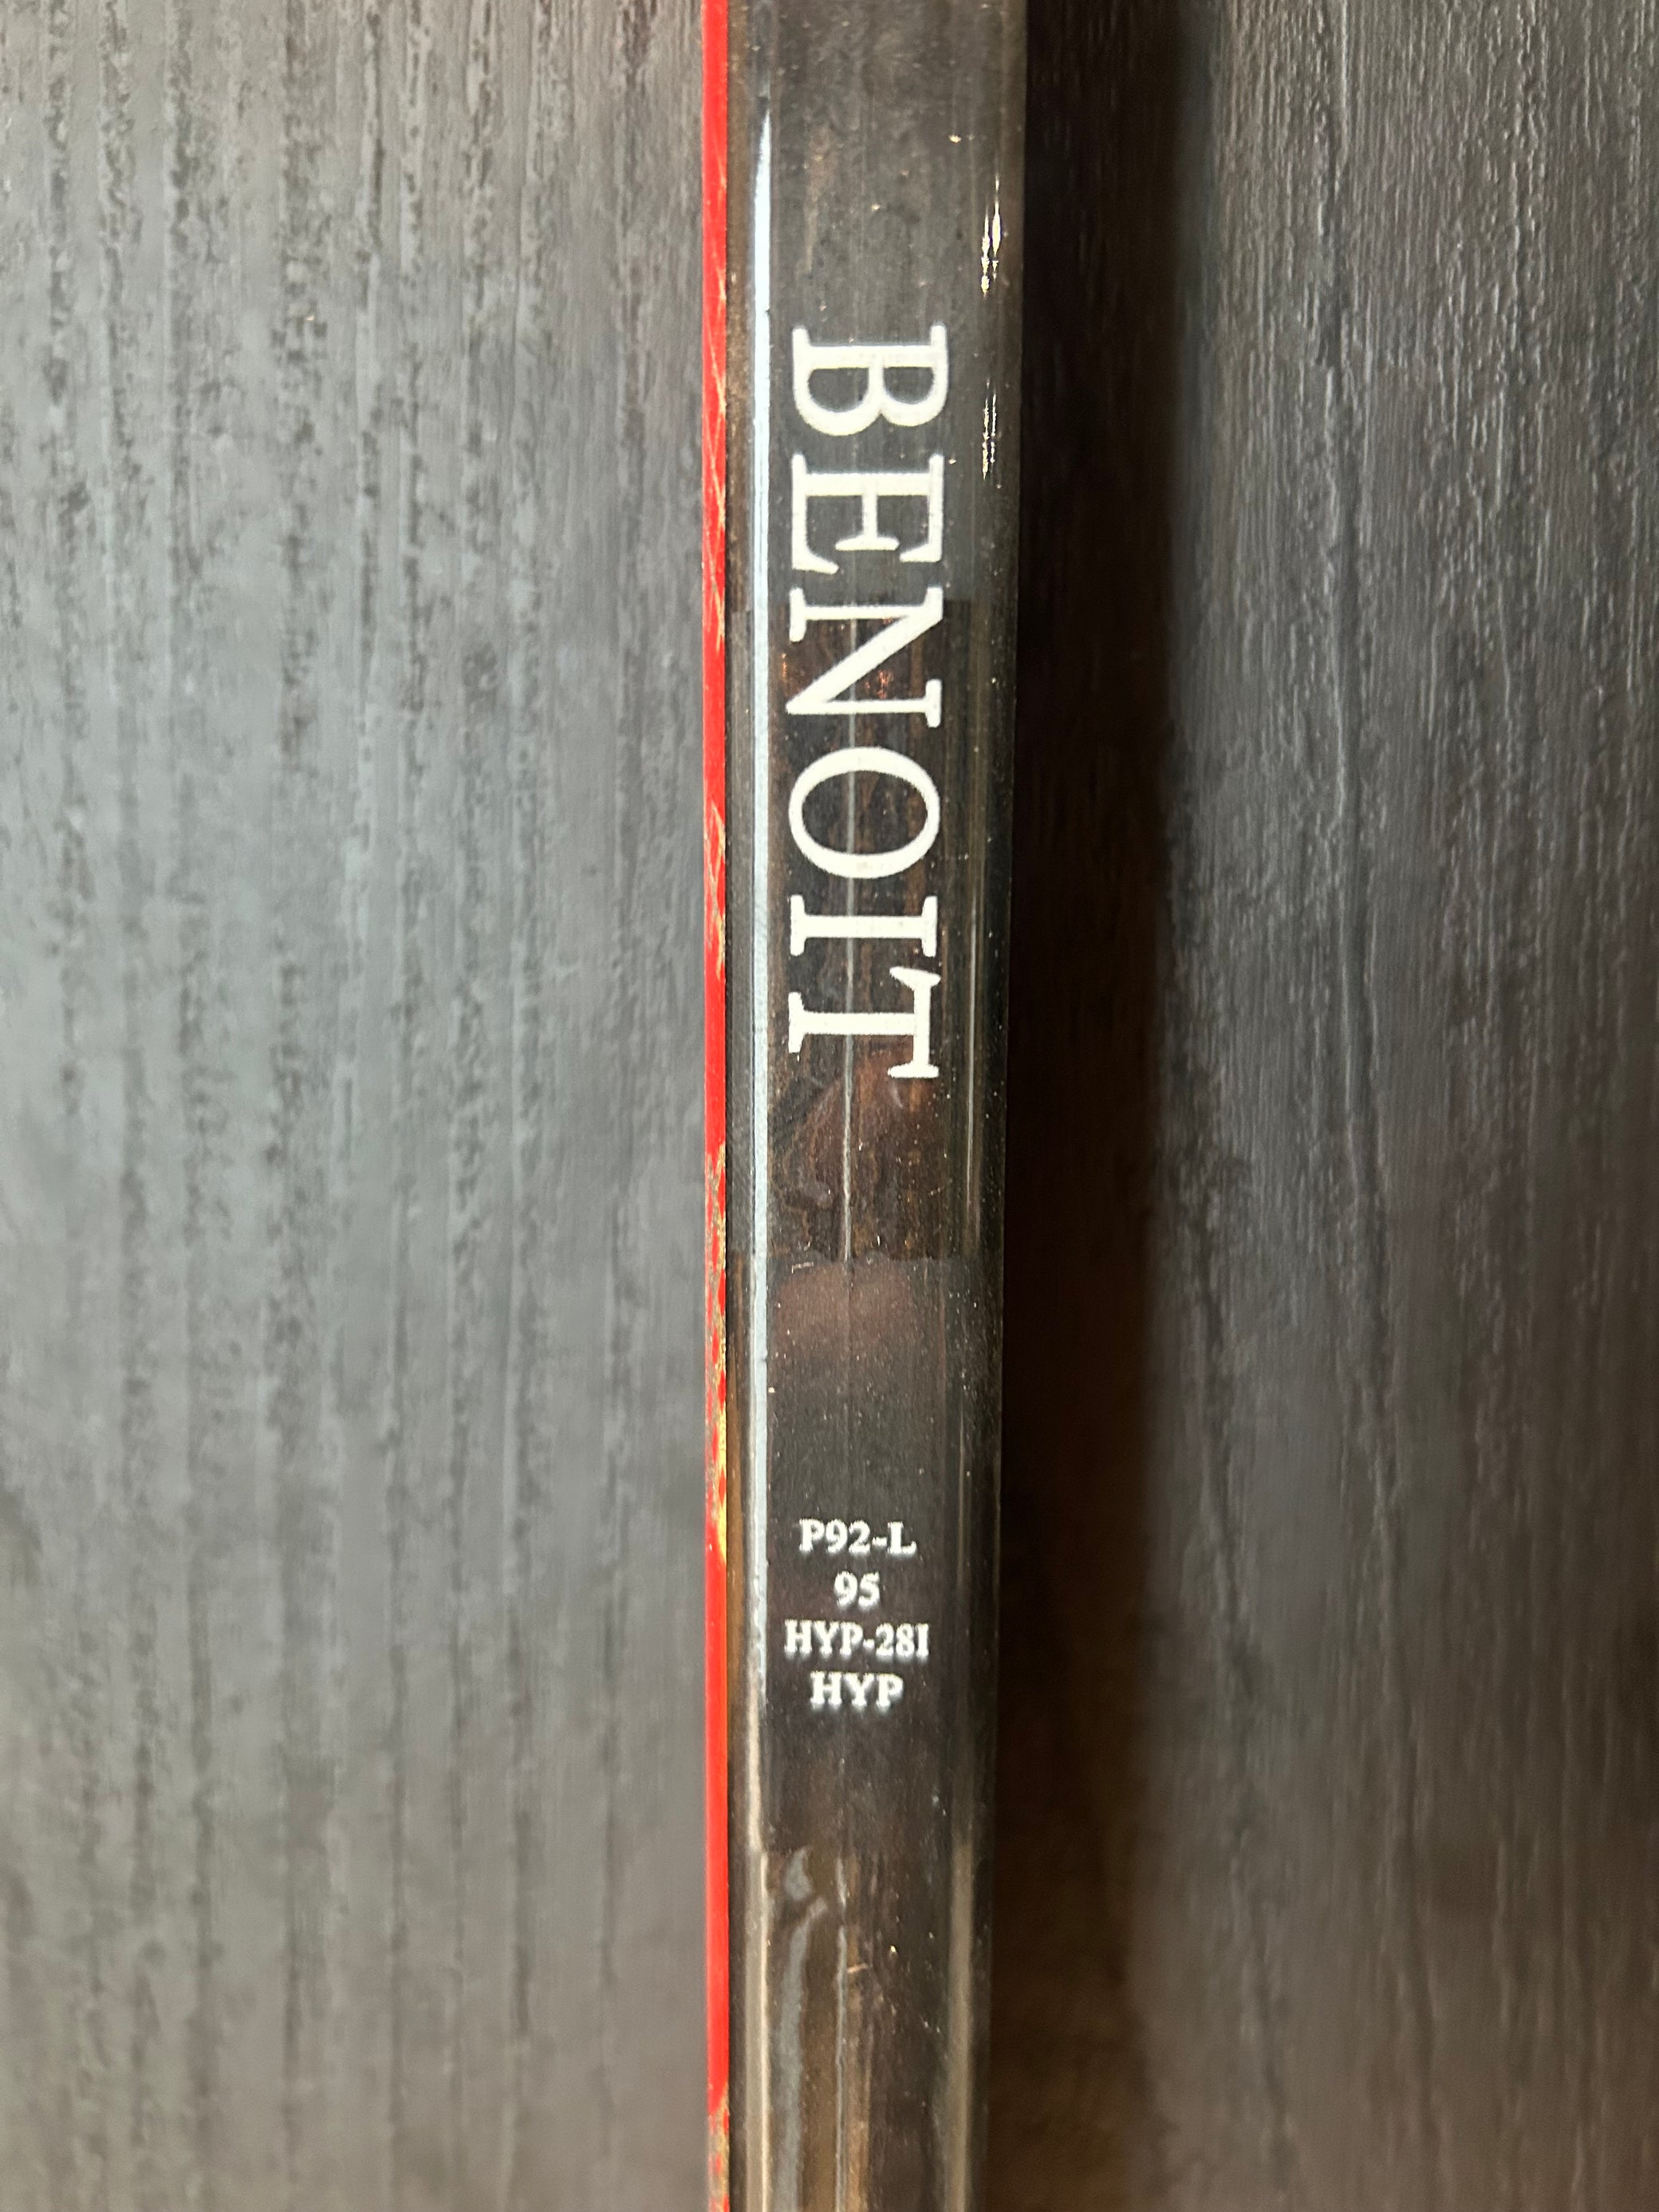 BENOIT
P92-L
95
HYP-28I
HYP